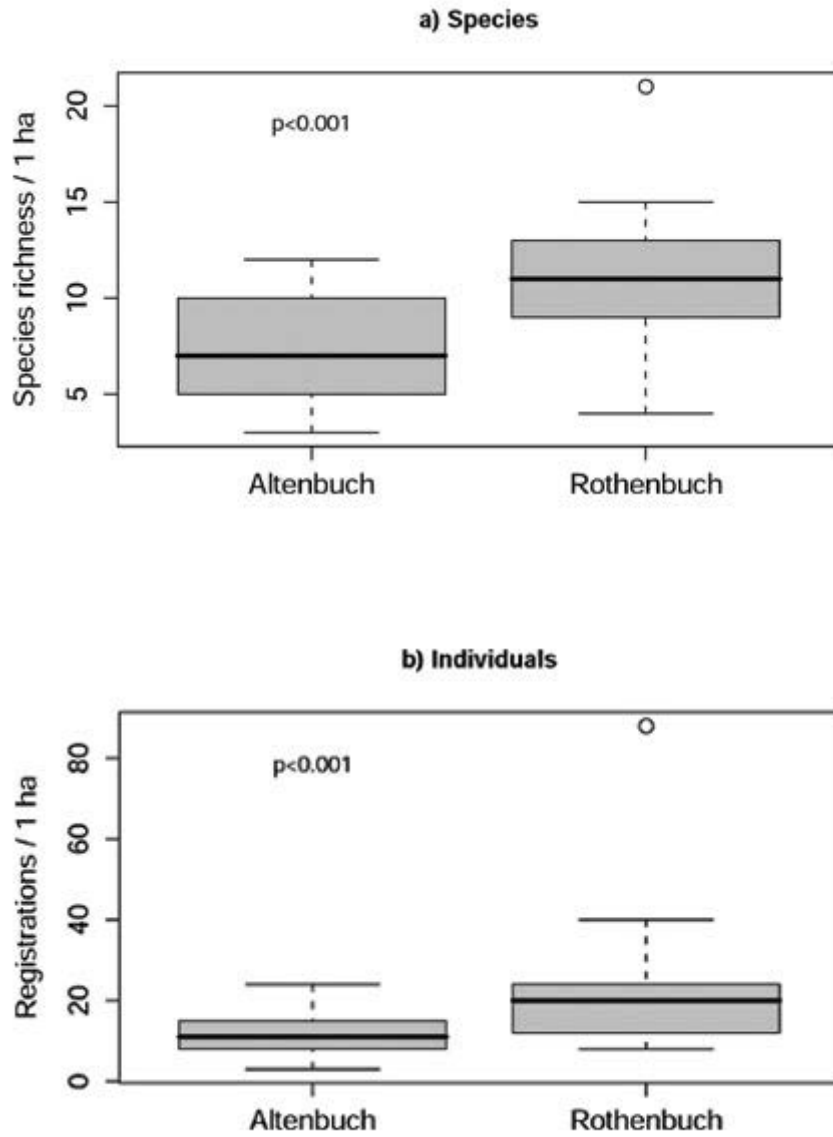 a) Species
Species richness / 1 ha
20
15
10
5
p<0.001
Altenbuch
Rothenbuch
b) Individuals
Registrations / 1 ha
80
60
40
20
0
p<0.001
Altenbuch
Rothenbuch